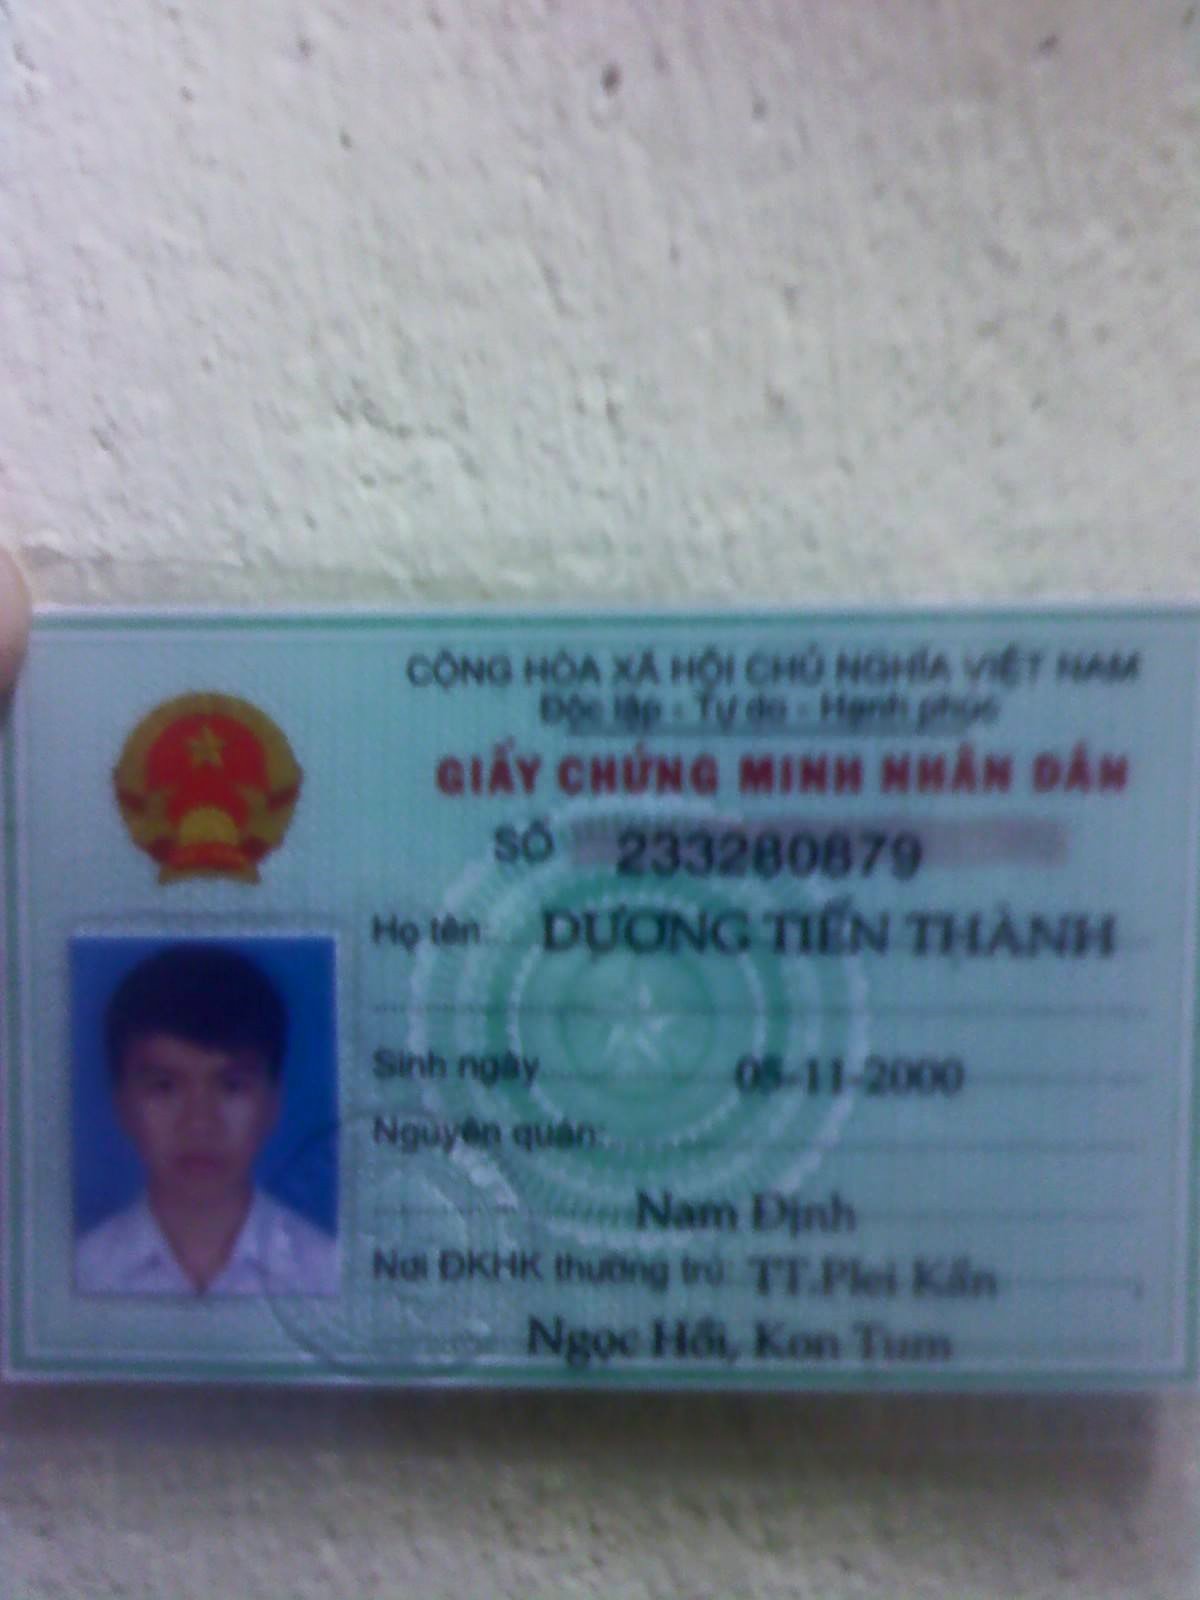 CỘNG HÒA XÃ HỘI CHỦ NGHĨA VIỆT NAM
Độc lập - Tự do - Hạnh phúc
GIẤY CHỨNG MINH NHÂN DÂN
SỐ 233280879
Họ tên: DƯƠNG TIẾN THÀNH
Sinh ngày 05-11-2000
Nguyên quán:
Nam Định
Nơi ĐKHK thường trú: TT.Plei Kần
Ngọc Hồi, Kon Tum